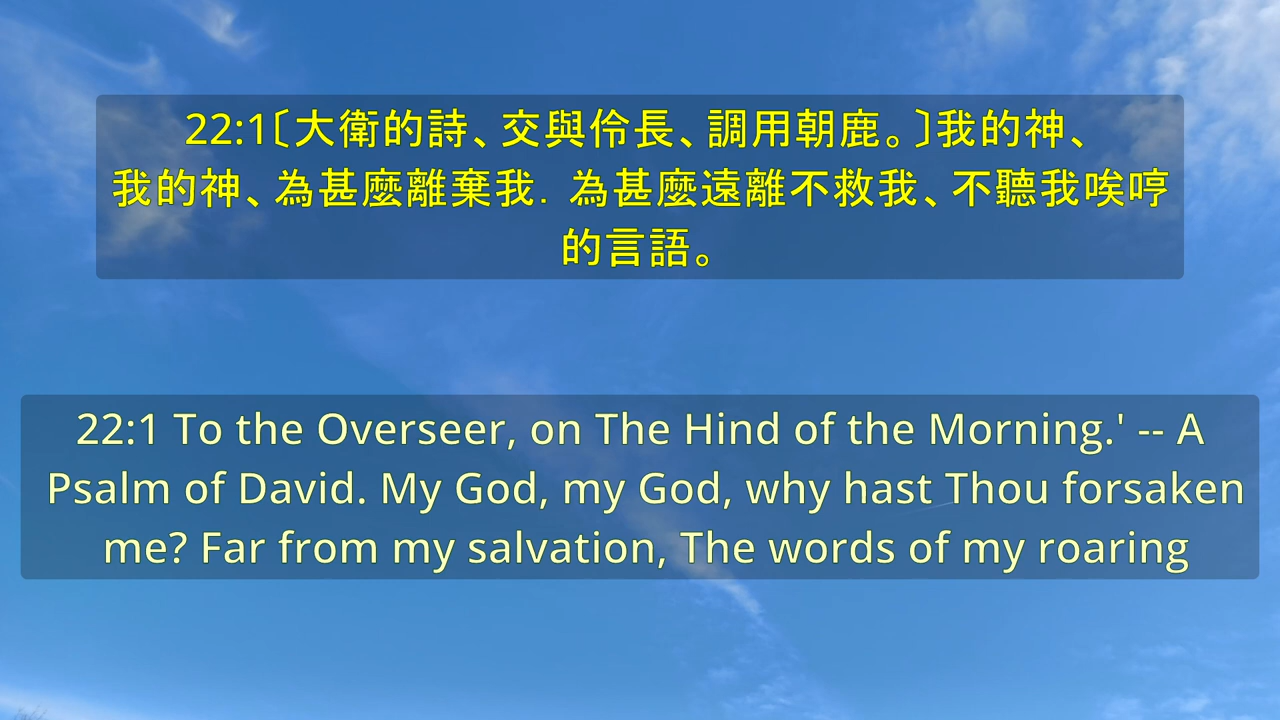 22:1〔大衛的詩、交與伶長、調用朝鹿。〕我的神、
我的神、為甚麼離棄我．為甚麼遠離不救我、不聽我唉哼
的言語。
22:1 To the Overseer, on The Hind of the Morning.' -- A
Psalm of David. My God, my God, why hast Thou forsaken
me? Far from my salvation, The words of my roaring